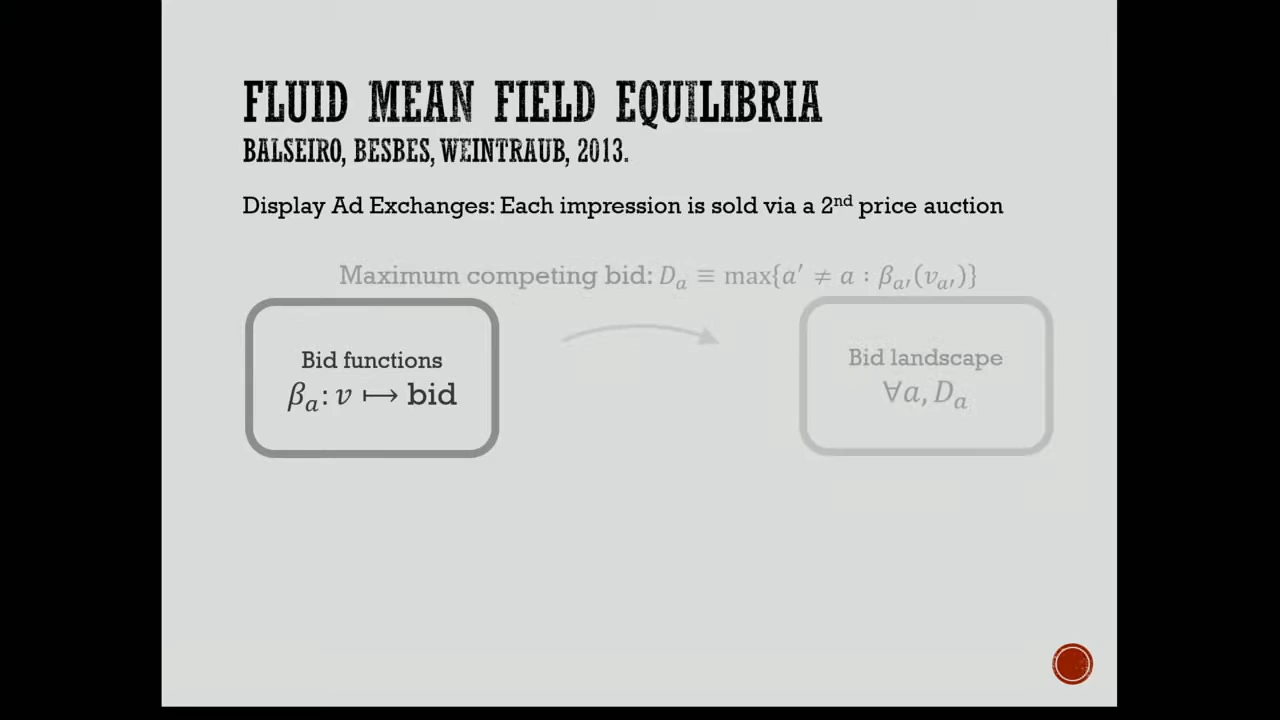 FLUID MEAN FIELD EQUILIBRIA
BALSEIRO, BESBES, WEINTRAUB, 2013.
Display Ad Exchanges: Each impression is sold via a 2nd price auction
Maximum competing bid: Dₐ ≡ max{a′ ≠ a : βₐ′(vₐ′)}
Bid functions
βₐ: v ↦ bid
Bid landscape
∀a, Dₐ